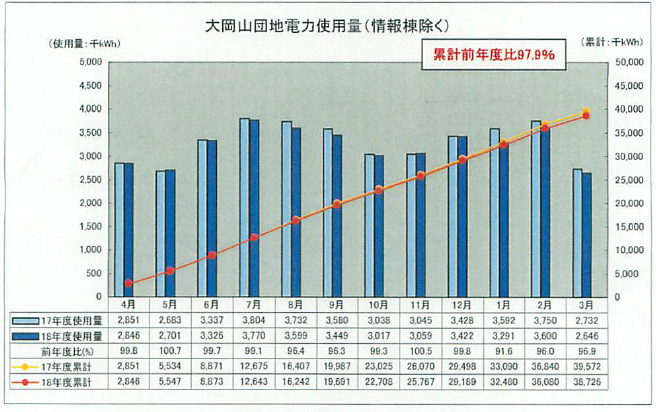 大岡山団地電力使用量(情報棟除く)
(使用量:千kWh)
(累計:千kWh)
累計前年度比97.9%
5,000 50,000
4,500 45,000
4,000 40,000
3,500 35,000
3,000 30,000
2,500 25,000
2,000 20,000
1,500 15,000
1,000 10,000
500 5,000
0 0
4月 5月 6月 7月 8月 9月 10月 11月 12月 1月 2月 3月
17年度使用量 2,851 2,683 3,337 3,804 3,732 3,580 3,038 3,045 3,428 3,592 3,750 2,732
18年度使用量 2,846 2,701 3,326 3,770 3,599 3,449 3,017 3,059 3,422 3,291 3,600 2,646
前年度比(%) 99.8 100.7 99.7 99.1 96.4 96.3 99.3 100.5 99.8 91.6 96.0 96.9
17年度累計 2,851 5,534 8,871 12,675 16,407 19,987 23,025 26,070 29,498 33,090 36,840 39,572
18年度累計 2,846 5,547 8,873 12,643 16,242 19,691 22,708 25,767 29,189 32,480 36,080 38,726